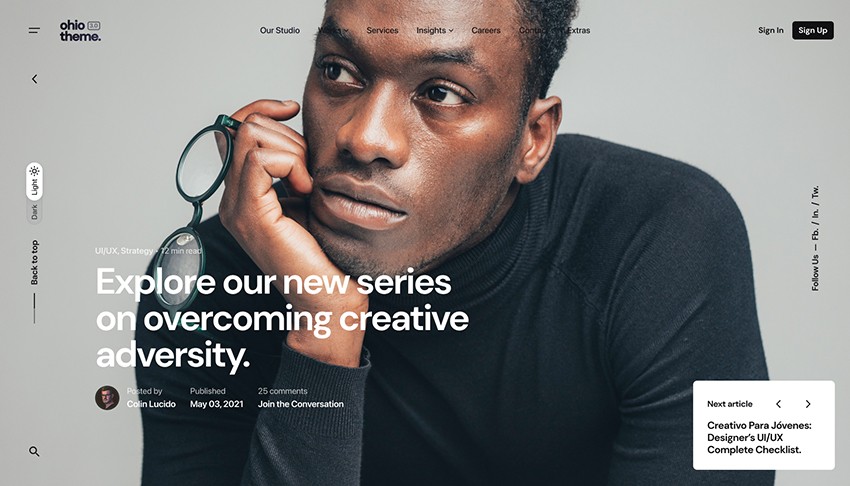 ohio 3.0
theme.
Our Studio
Works
Services
Insights
Careers
Contact
Extras
Sign In
Sign Up
Light
Dark
Back to top
Follow Us — Fb. / In. / Tw.
UI/UX, Strategy • 12 min read
Explore our new series
on overcoming creative
adversity.
Posted by
Colin Lucido
Published
May 03, 2021
25 comments
Join the Conversation
Next article
Creativo Para Jóvenes:
Designer's UI/UX
Complete Checklist.